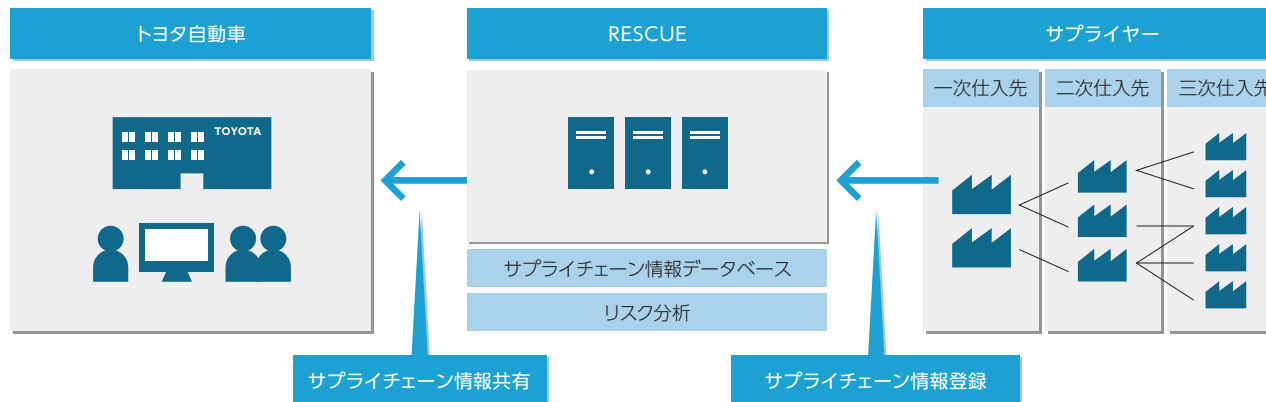 トヨタ自動車
RESCUE
サプライヤー
一次仕入先
二次仕入先
三次仕入先
TOYOTA
サプライチェーン情報データベース
リスク分析
サプライチェーン情報共有
サプライチェーン情報登録